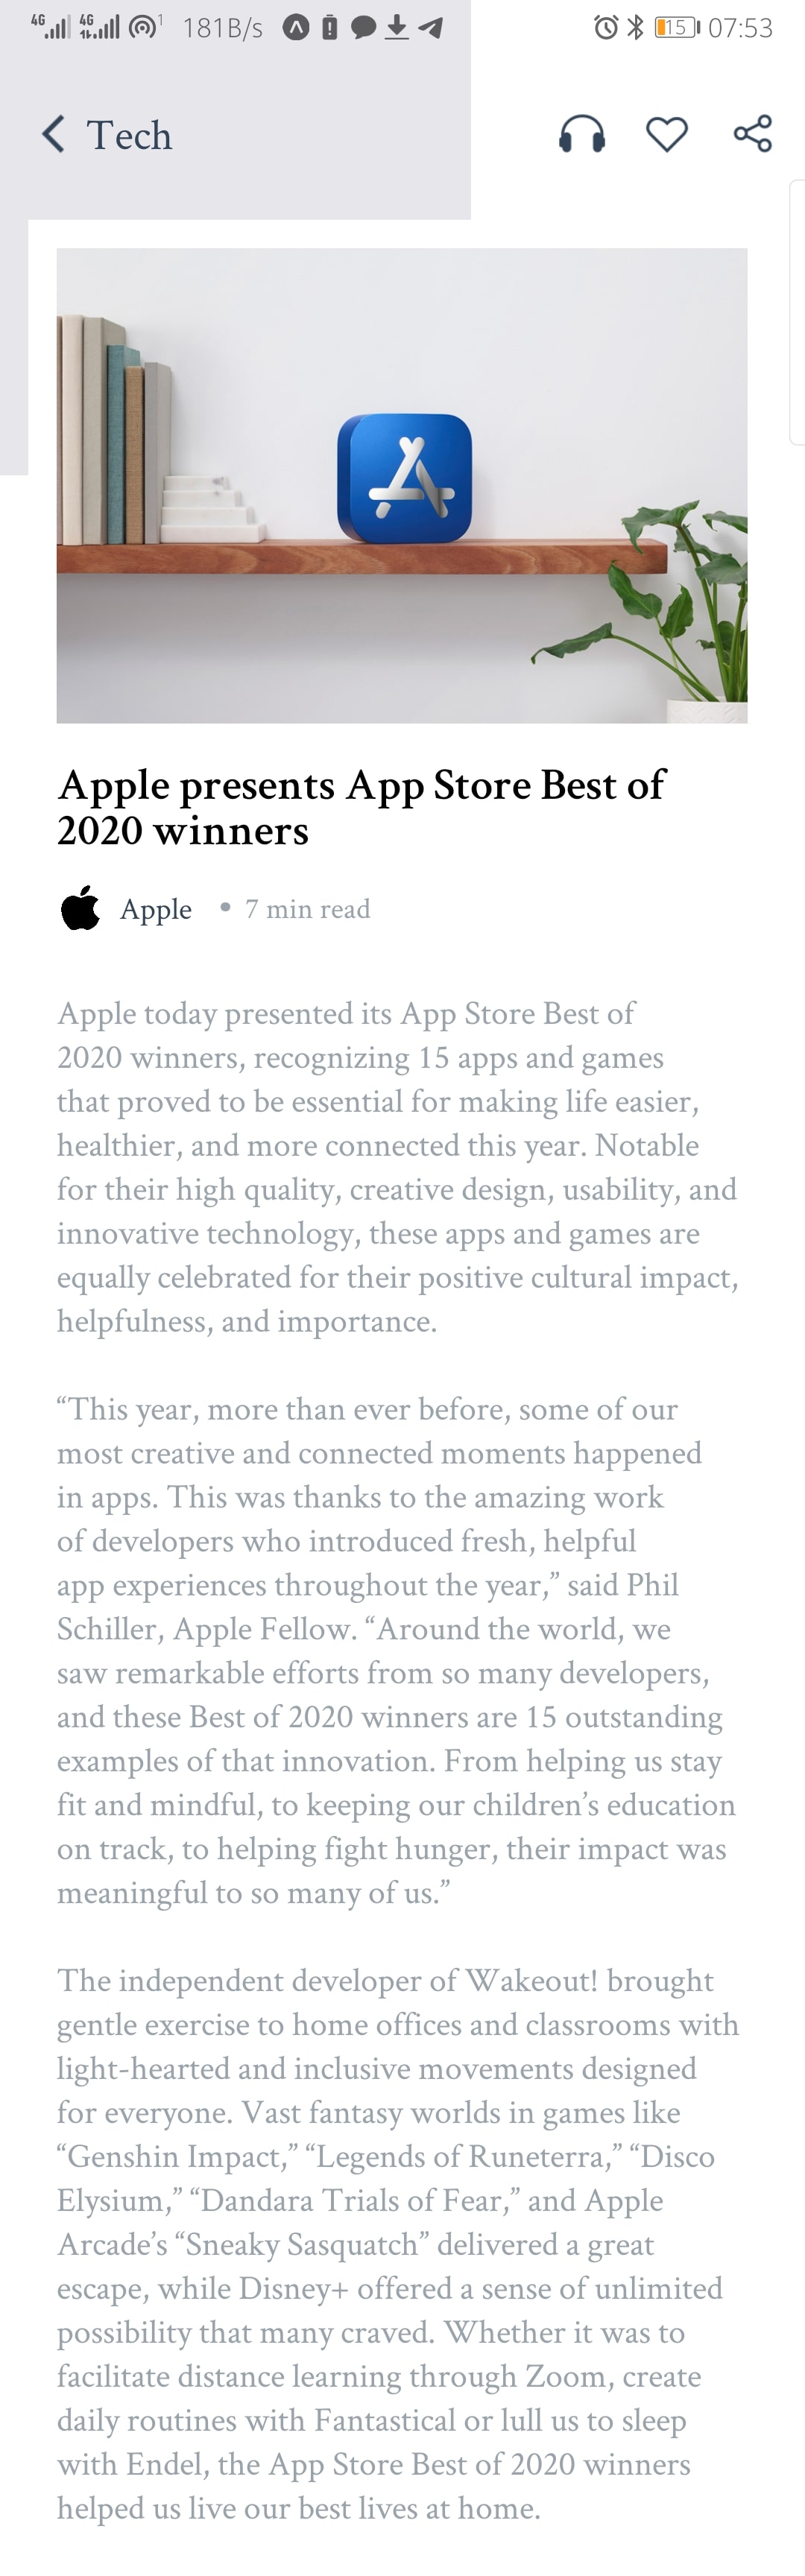 4G 4G 1 181B/s 15 07:53
Tech
Apple presents App Store Best of
2020 winners
Apple • 7 min read
Apple today presented its App Store Best of
2020 winners, recognizing 15 apps and games
that proved to be essential for making life easier,
healthier, and more connected this year. Notable
for their high quality, creative design, usability, and
innovative technology, these apps and games are
equally celebrated for their positive cultural impact,
helpfulness, and importance.
“This year, more than ever before, some of our
most creative and connected moments happened
in apps. This was thanks to the amazing work
of developers who introduced fresh, helpful
app experiences throughout the year,” said Phil
Schiller, Apple Fellow. “Around the world, we
saw remarkable efforts from so many developers,
and these Best of 2020 winners are 15 outstanding
examples of that innovation. From helping us stay
fit and mindful, to keeping our children’s education
on track, to helping fight hunger, their impact was
meaningful to so many of us.”
The independent developer of Wakeout! brought
gentle exercise to home offices and classrooms with
light-hearted and inclusive movements designed
for everyone. Vast fantasy worlds in games like
“Genshin Impact,” “Legends of Runeterra,” “Disco
Elysium,” “Dandara Trials of Fear,” and Apple
Arcade’s “Sneaky Sasquatch” delivered a great
escape, while Disney+ offered a sense of unlimited
possibility that many craved. Whether it was to
facilitate distance learning through Zoom, create
daily routines with Fantastical or lull us to sleep
with Endel, the App Store Best of 2020 winners
helped us live our best lives at home.